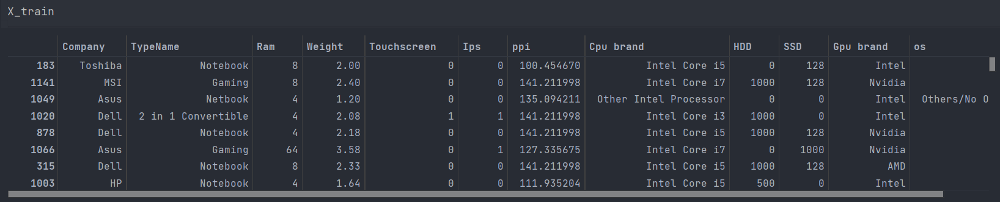 X_train
Company TypeName Ram Weight Touchscreen Ips ppi Cpu brand HDD SSD Gpu brand os
183 Toshiba Notebook 8 2.00 0 0 100.454670 Intel Core i5 0 128 Intel
1141 MSI Gaming 8 2.40 0 0 141.211998 Intel Core i7 1000 128 Nvidia
1049 Asus Netbook 4 1.20 0 0 135.094211 Other Intel Processor 0 0 Intel Others/No O
1020 Dell 2 in 1 Convertible 4 2.08 1 1 141.211998 Intel Core i3 1000 0 Intel
878 Dell Notebook 4 2.18 0 0 141.211998 Intel Core i5 1000 128 Nvidia
1066 Asus Gaming 64 3.58 0 1 127.335675 Intel Core i7 0 1000 Nvidia
315 Dell Notebook 8 2.33 0 0 141.211998 Intel Core i5 1000 128 AMD
1003 HP Notebook 4 1.64 0 0 111.935204 Intel Core i5 500 0 Intel